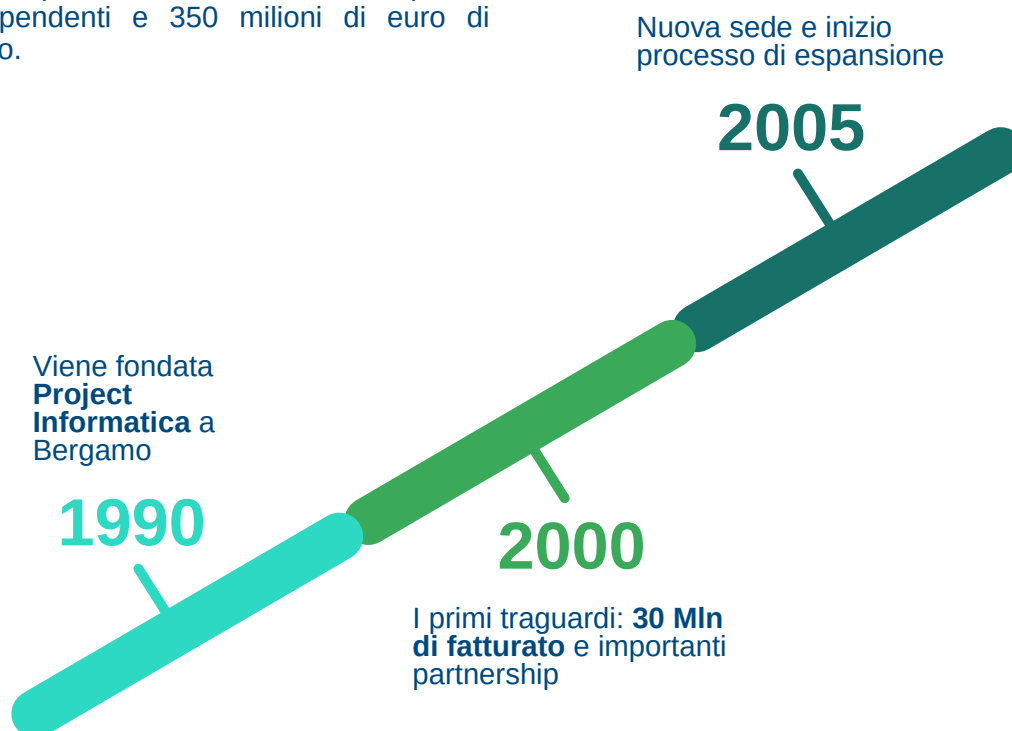 pendenti e 350 milioni di euro di
o.
Nuova sede e inizio
processo di espansione
2005
Viene fondata
Project
Informatica a
Bergamo
1990
2000
I primi traguardi: 30 Mln
di fatturato e importanti
partnership